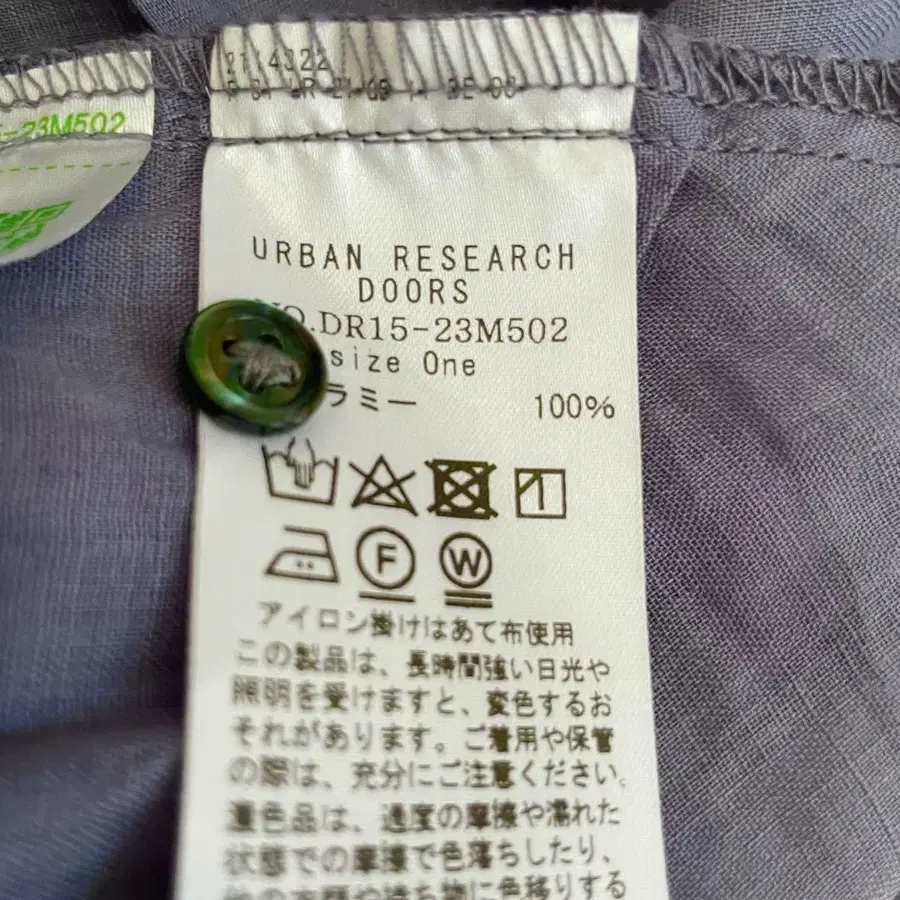 2114322
-23M502
URBAN RESEARCH
DOORS
.DR15-23M502
size One
ラミー 100%
F W
アイロン掛けはあて布使用
この製品は、長時間強い日光や
照明を受けますと、変色するお
それがあります。ご着用や保管
の際は、充分にご注意ください。
濃色品は、過度の摩擦や濡れた
状態での摩擦で色落ちしたり、